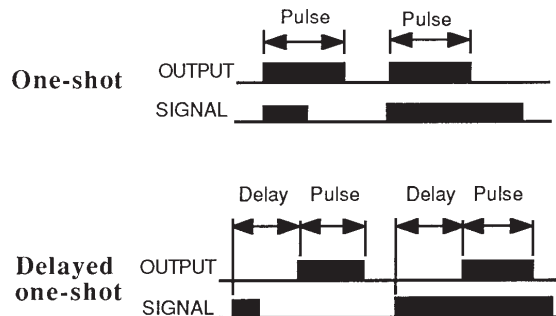 Pulse Pulse
One-shot
OUTPUT
SIGNAL
Delay Pulse Delay Pulse
Delayed
one-shot
OUTPUT
SIGNAL